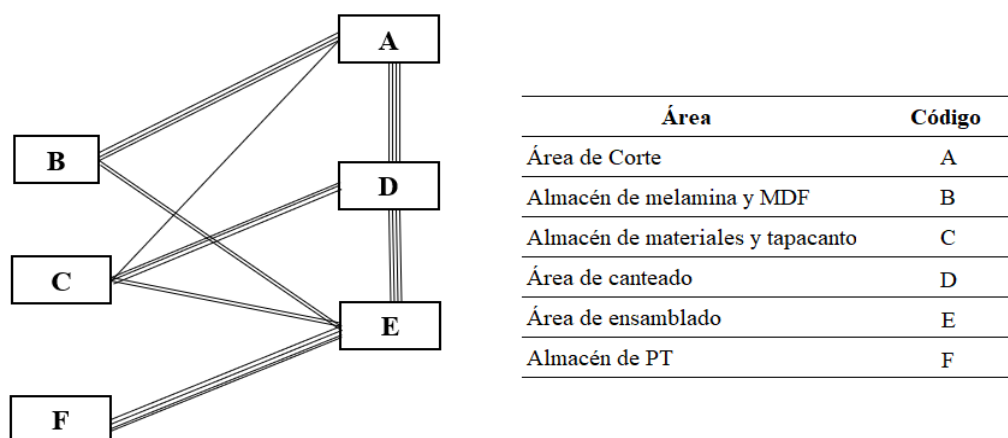 A
B
D
C
E
F
Área Código
Área de Corte A
Almacén de melamina y MDF B
Almacén de materiales y tapacanto C
Área de canteado D
Área de ensamblado E
Almacén de PT F